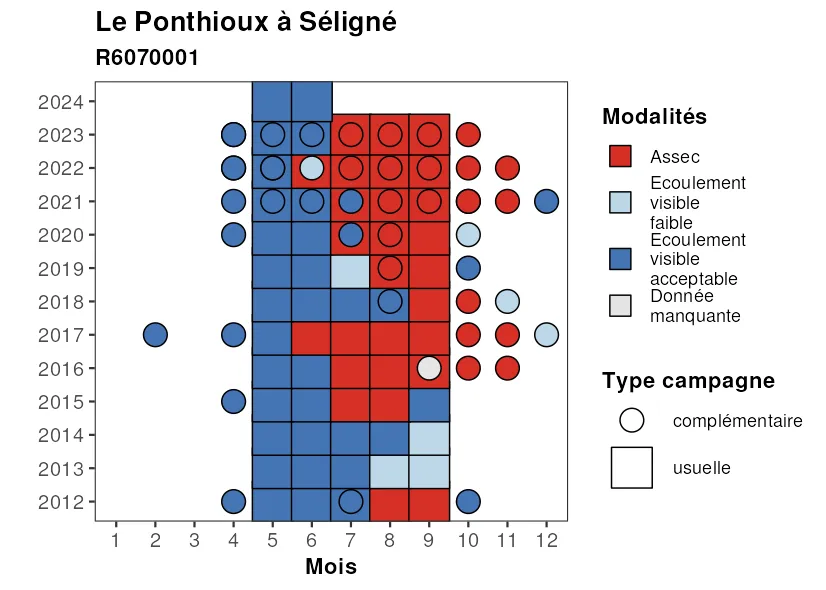 Le Ponthioux à Séligné
R6070001
2024
2023
2022
2021
2020
2019
2018
2017
2016
2015
2014
2013
2012
1 2 3 4 5 6 7 8 9 10 11 12
Mois
Modalités
Assec
Ecoulement
visible
faible
Ecoulement
visible
acceptable
Donnée
manquante
Type campagne
complémentaire
usuelle